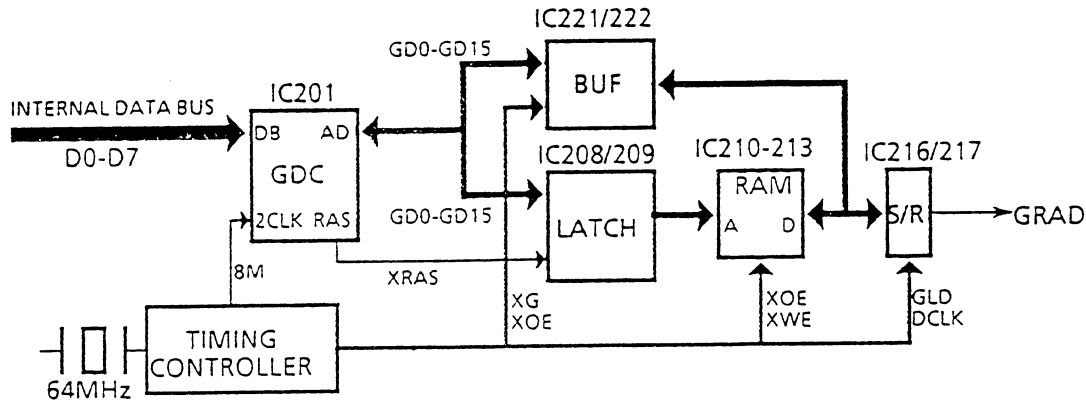 IC221/222
GD0-GD15
BUF
INTERNAL DATA BUS
D0-D7
IC201
DB AD
GDC
2CLK RAS
IC208/209
LATCH
GD0-GD15
IC210-213
RAM
A D
IC216/217
S/R
GRAD
8M
XRAS
XG
XOE
XOE
XWE
GLD
DCLK
TIMING
CONTROLLER
64MHz